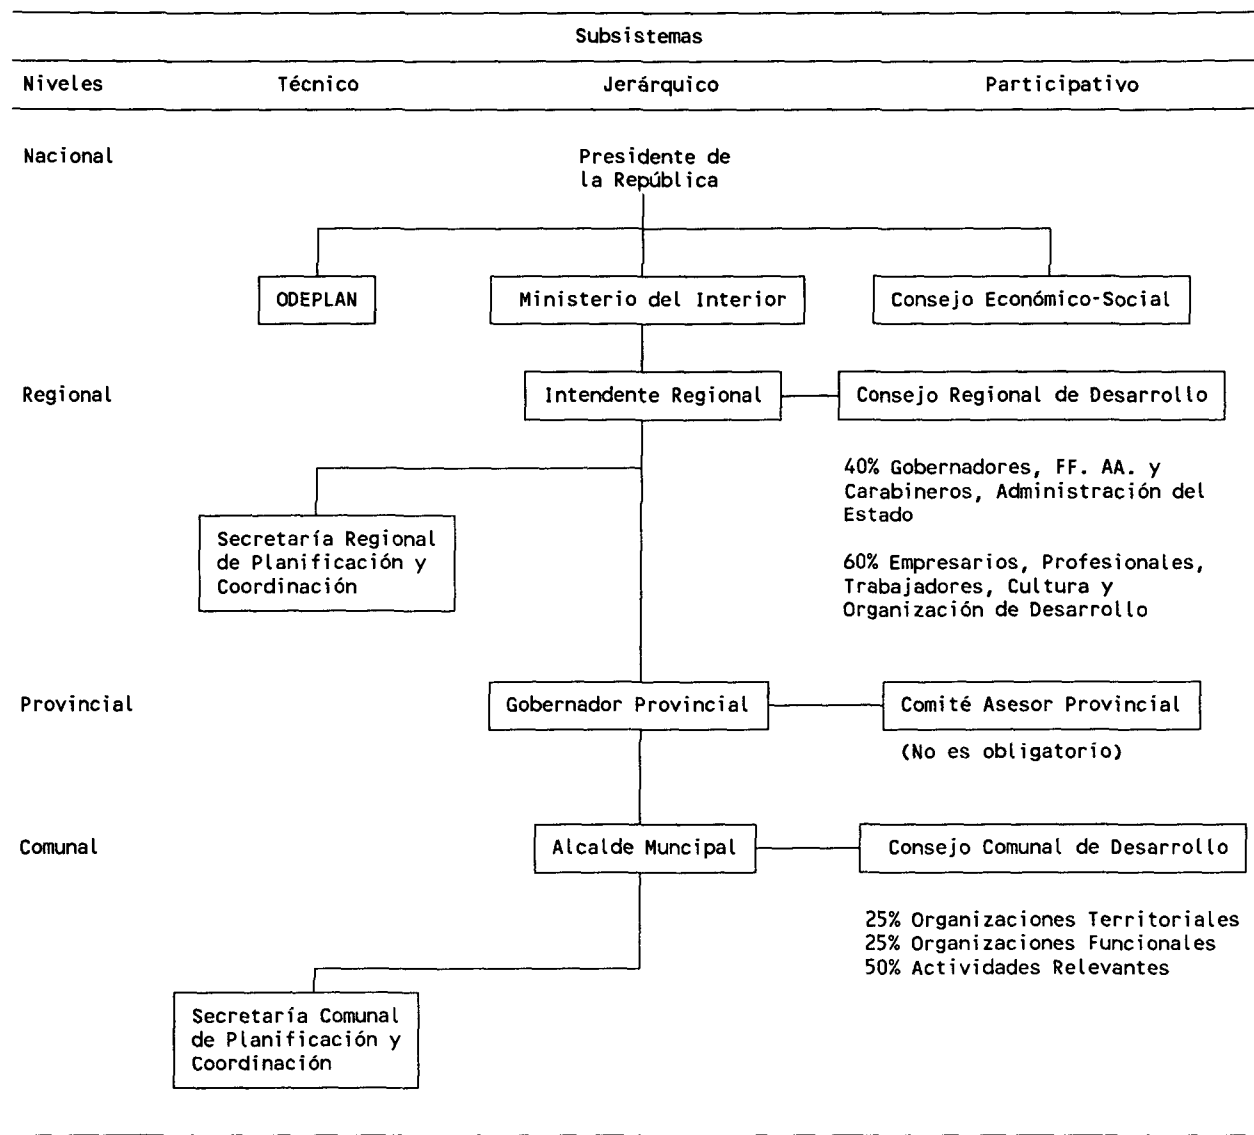 Subsistemas
Niveles Técnico Jerárquico Participativo
Nacional Presidente de
la República
ODEPLAN Ministerio del Interior Consejo Económico-Social
Regional Intendente Regional Consejo Regional de Desarrollo
40% Gobernadores, FF. AA. y
Carabineros, Administración del
Estado
Secretaría Regional
de Planificación y
Coordinación
60% Empresarios, Profesionales,
Trabajadores, Cultura y
Organización de Desarrollo
Provincial Gobernador Provincial Comité Asesor Provincial
(No es obligatorio)
Comunal Alcalde Muncipal Consejo Comunal de Desarrollo
25% Organizaciones Territoriales
25% Organizaciones Funcionales
50% Actividades Relevantes
Secretaría Comunal
de Planificación y
Coordinación